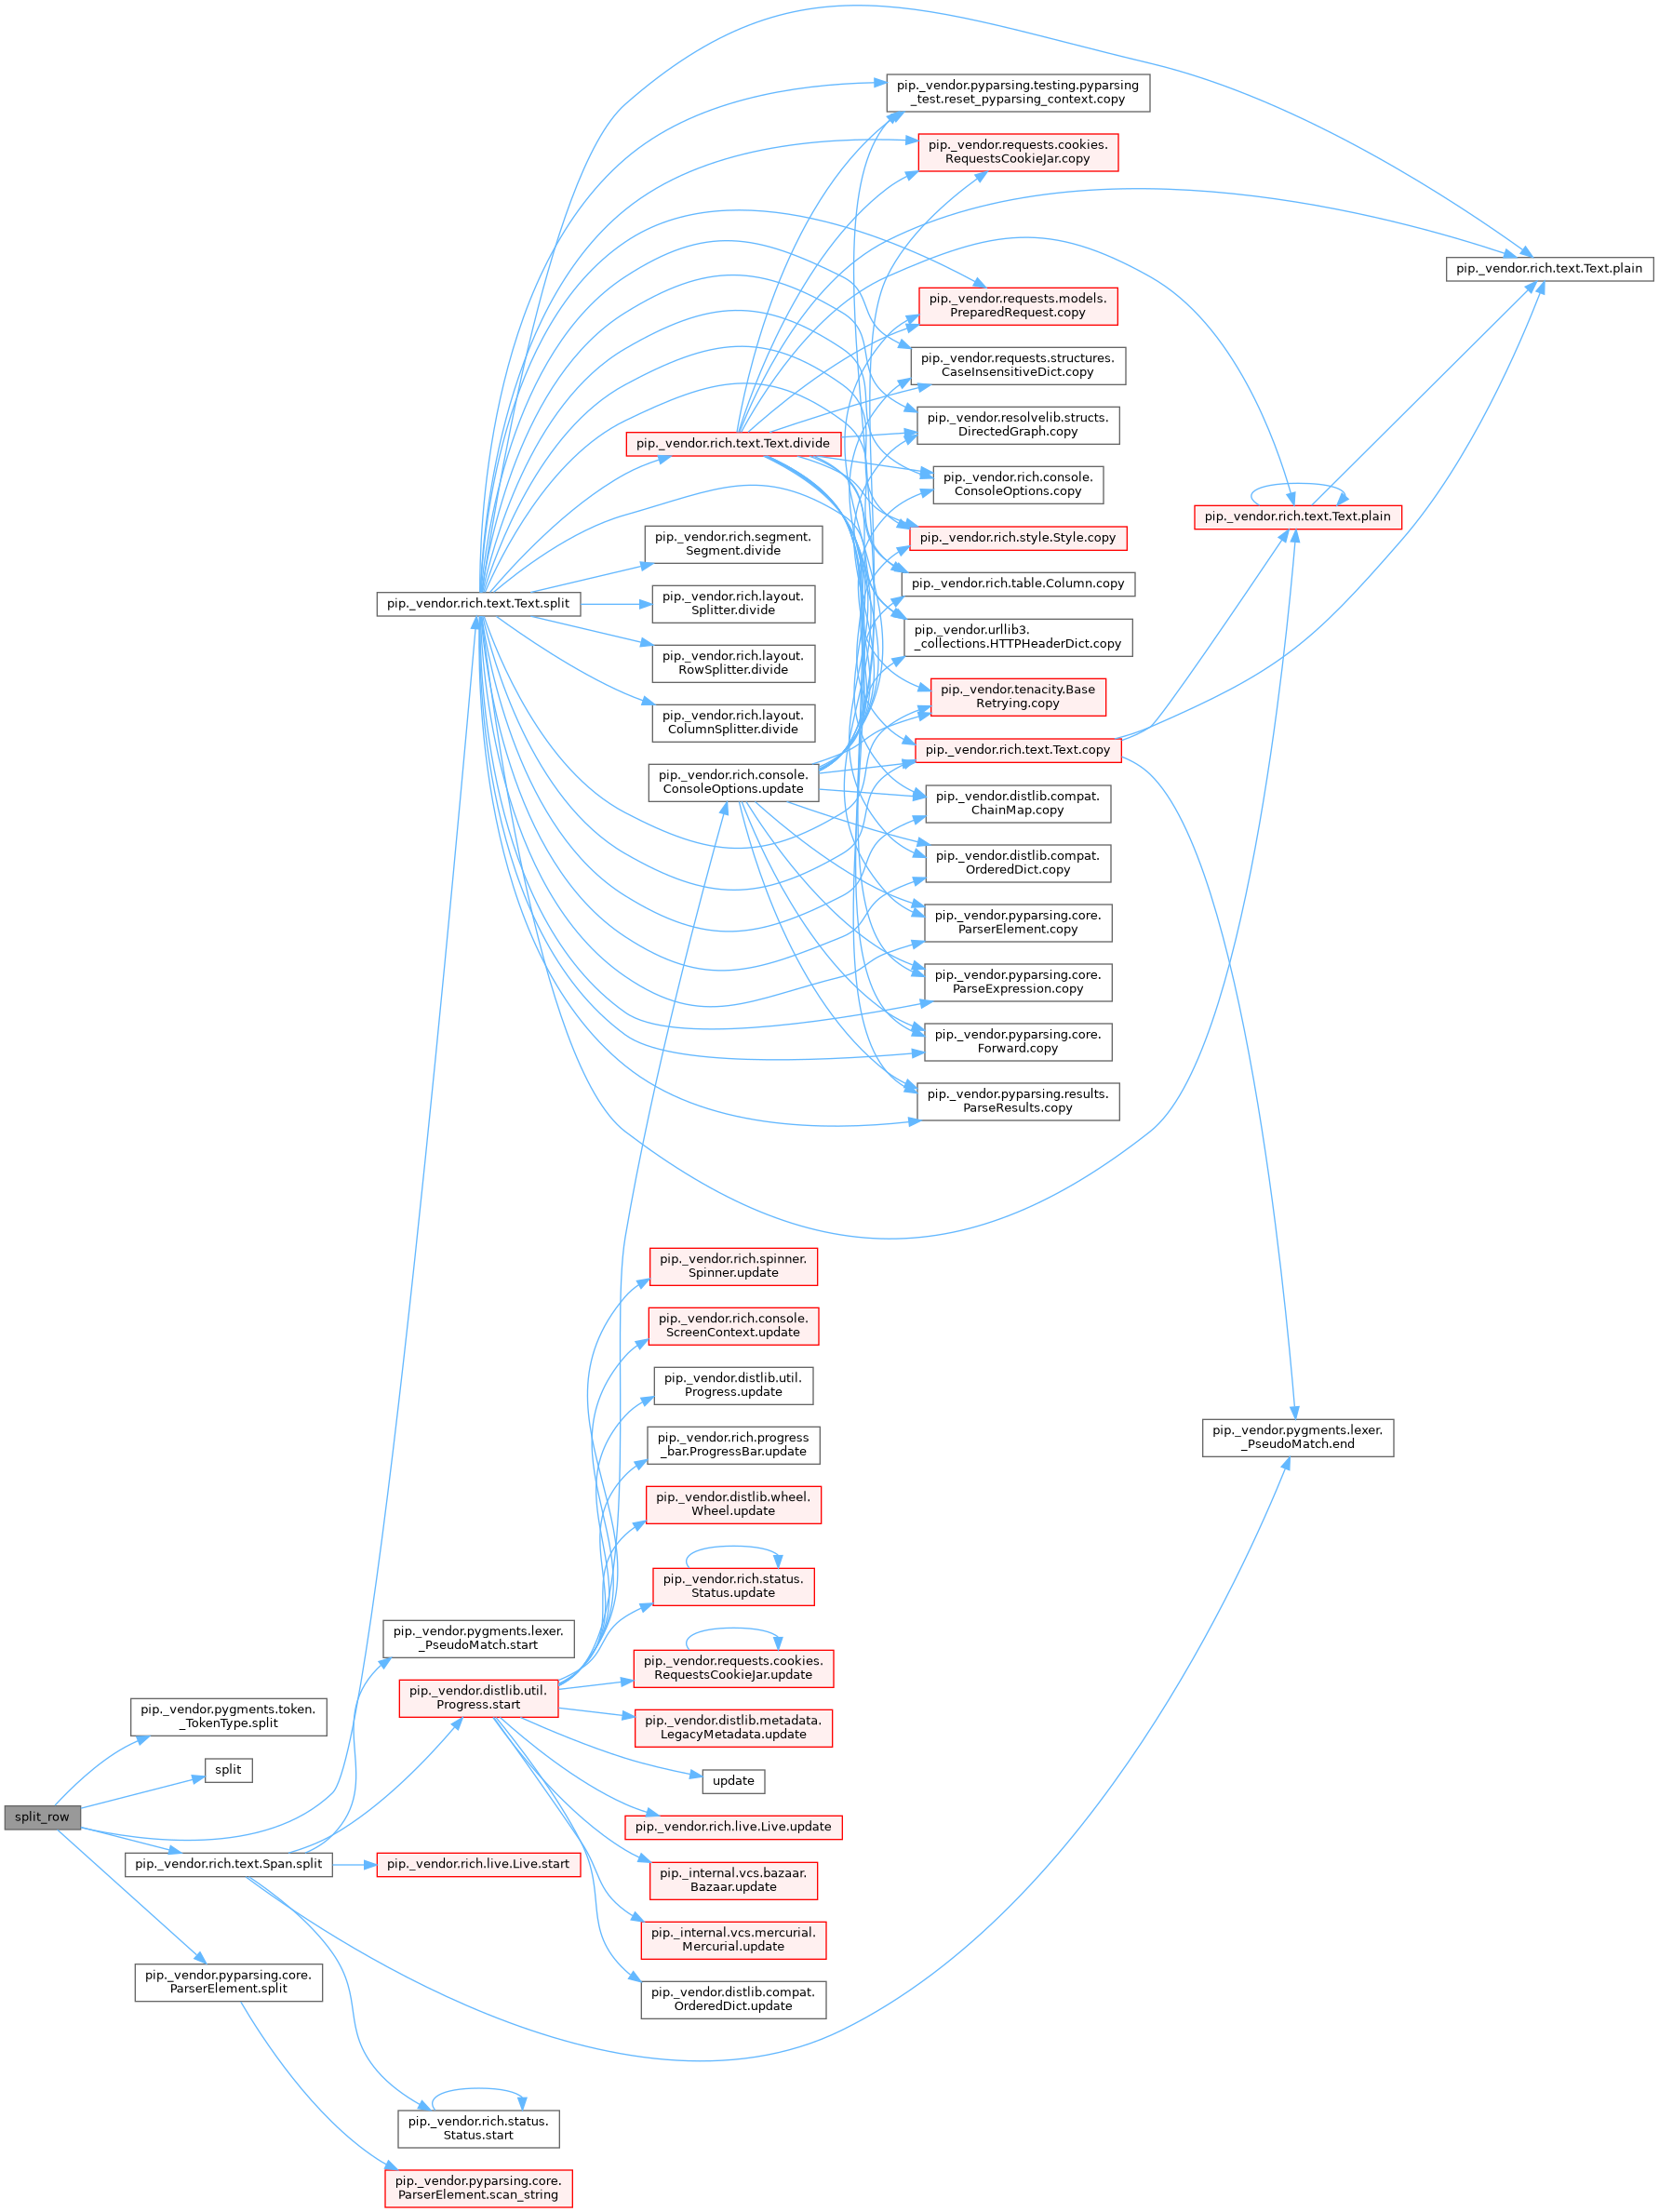 pip._vendor.pyparsing.testing.pyparsing
_test.reset_pyparsing_context.copy
pip._vendor.requests.cookies.
RequestsCookieJar.copy
pip._vendor.rich.text.Text.plain
pip._vendor.requests.models.
PreparedRequest.copy
pip._vendor.requests.structures.
CaseInsensitiveDict.copy
pip._vendor.resolvelib.structs.
DirectedGraph.copy
pip._vendor.rich.text.Text.divide
pip._vendor.rich.console.
ConsoleOptions.copy
pip._vendor.rich.text.Text.plain
pip._vendor.rich.style.Style.copy
pip._vendor.rich.segment.
Segment.divide
pip._vendor.rich.table.Column.copy
pip._vendor.rich.text.Text.split
pip._vendor.rich.layout.
Splitter.divide
pip._vendor.urllib3.
_collections.HTTPHeaderDict.copy
pip._vendor.rich.layout.
RowSplitter.divide
pip._vendor.tenacity.Base
Retrying.copy
pip._vendor.rich.layout.
ColumnSplitter.divide
pip._vendor.rich.text.Text.copy
pip._vendor.rich.console.
ConsoleOptions.update
pip._vendor.distlib.compat.
ChainMap.copy
pip._vendor.distlib.compat.
OrderedDict.copy
pip._vendor.pyparsing.core.
ParserElement.copy
pip._vendor.pyparsing.core.
ParseExpression.copy
pip._vendor.pyparsing.core.
Forward.copy
pip._vendor.pyparsing.results.
ParseResults.copy
pip._vendor.rich.spinner.
Spinner.update
pip._vendor.rich.console.
ScreenContext.update
pip._vendor.distlib.util.
Progress.update
pip._vendor.rich.progress
_bar.ProgressBar.update
pip._vendor.pygments.lexer.
_PseudoMatch.end
pip._vendor.distlib.wheel.
Wheel.update
pip._vendor.rich.status.
Status.update
pip._vendor.pygments.lexer.
_PseudoMatch.start
pip._vendor.requests.cookies.
RequestsCookieJar.update
pip._vendor.distlib.util.
Progress.start
pip._vendor.pygments.token.
_TokenType.split
pip._vendor.distlib.metadata.
LegacyMetadata.update
split
update
split_row
pip._vendor.rich.live.Live.update
pip._vendor.rich.text.Span.split
pip._vendor.rich.live.Live.start
pip._internal.vcs.bazaar.
Bazaar.update
pip._internal.vcs.mercurial.
Mercurial.update
pip._vendor.pyparsing.core.
ParserElement.split
pip._vendor.distlib.compat.
OrderedDict.update
pip._vendor.rich.status.
Status.start
pip._vendor.pyparsing.core.
ParserElement.scan_string